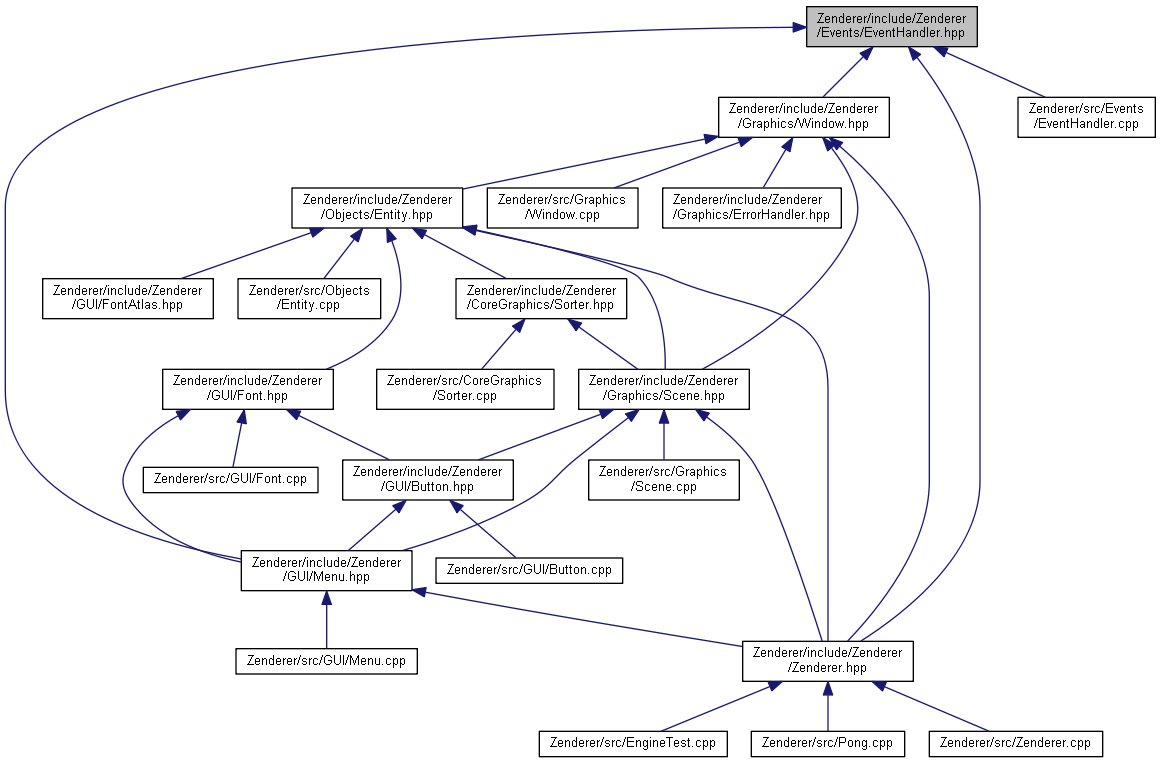 Zenderer/include/Zenderer
/Events/EventHandler.hpp
Zenderer/include/Zenderer
/Graphics/Window.hpp
Zenderer/src/Events
/EventHandler.cpp
Zenderer/include/Zenderer
/Objects/Entity.hpp
Zenderer/src/Graphics
/Window.cpp
Zenderer/include/Zenderer
/Graphics/ErrorHandler.hpp
Zenderer/include/Zenderer
/GUI/FontAtlas.hpp
Zenderer/src/Objects
/Entity.cpp
Zenderer/include/Zenderer
/CoreGraphics/Sorter.hpp
Zenderer/include/Zenderer
/GUI/Font.hpp
Zenderer/src/CoreGraphics
/Sorter.cpp
Zenderer/include/Zenderer
/Graphics/Scene.hpp
Zenderer/src/GUI/Font.cpp
Zenderer/include/Zenderer
/GUI/Button.hpp
Zenderer/src/Graphics
/Scene.cpp
Zenderer/include/Zenderer
/GUI/Menu.hpp
Zenderer/src/GUI/Button.cpp
Zenderer/src/GUI/Menu.cpp
Zenderer/include/Zenderer
/Zenderer.hpp
Zenderer/src/EngineTest.cpp
Zenderer/src/Pong.cpp
Zenderer/src/Zenderer.cpp